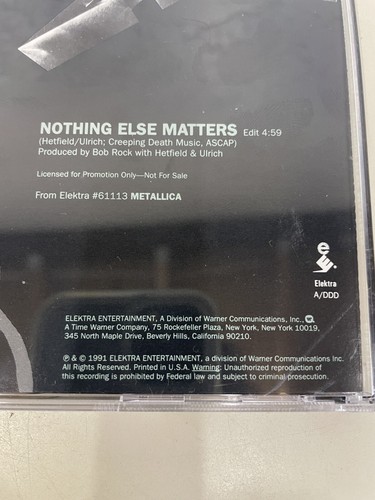 NOTHING ELSE MATTERS Edit 4:59
(Hetfield/Ulrich; Creeping Death Music, ASCAP)
Produced by Bob Rock with Hetfield & Ulrich
Licensed for Promotion Only—Not For Sale
From Elektra #61113 METALLICA
e
Elektra
A/DDD
ELEKTRA ENTERTAINMENT, A Division of Warner Communications, Inc.,
A Time Warner Company, 75 Rockefeller Plaza, New York, New York 10019,
345 North Maple Drive, Beverly Hills, California 90210.
℗ & © 1991 ELEKTRA ENTERTAINMENT, a division of Warner Communications Inc.
All Rights Reserved. Printed in U.S.A. Warning: Unauthorized reproduction of
this recording is prohibited by Federal law and subject to criminal prosecution.